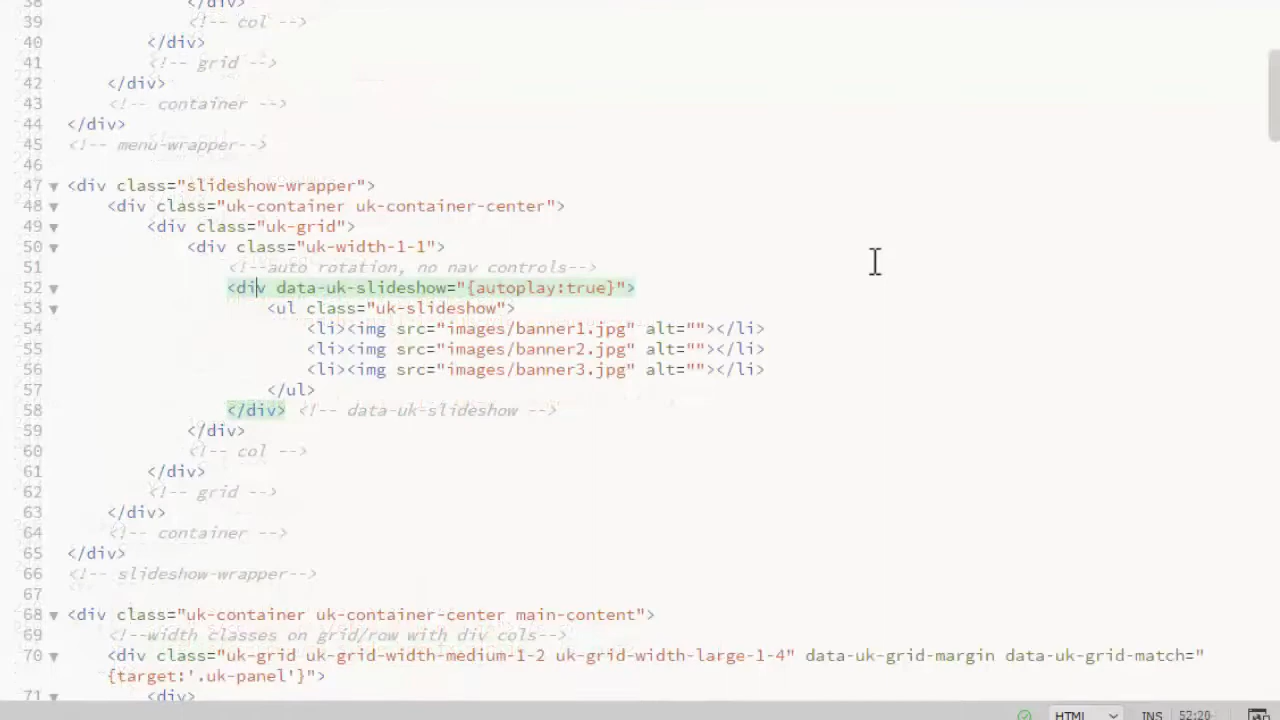 38 </div>
39 <!-- col -->
40 </div>
41 <!-- grid -->
42 </div>
43 <!-- container -->
44 </div>
45 <!-- menu-wrapper-->
46
47 <div class="slideshow-wrapper">
48 <div class="uk-container uk-container-center">
49 <div class="uk-grid">
50 <div class="uk-width-1-1">
51 <!--auto rotation, no nav controls-->
52 <div data-uk-slideshow="{autoplay:true}">
53 <ul class="uk-slideshow">
54 <li><img src="images/banner1.jpg" alt=""></li>
55 <li><img src="images/banner2.jpg" alt=""></li>
56 <li><img src="images/banner3.jpg" alt=""></li>
57 </ul>
58 </div> <!-- data-uk-slideshow -->
59 </div>
60 <!-- col -->
61 </div>
62 <!-- grid -->
63 </div>
64 <!-- container -->
65 </div>
66 <!-- slideshow-wrapper-->
67
68 <div class="uk-container uk-container-center main-content">
69 <!--width classes on grid/row with div cols-->
70 <div class="uk-grid uk-grid-width-medium-1-2 uk-grid-width-large-1-4" data-uk-grid-margin data-uk-grid-match="
{target:'.uk-panel'}">
71 <div>
HTML INS 52:20